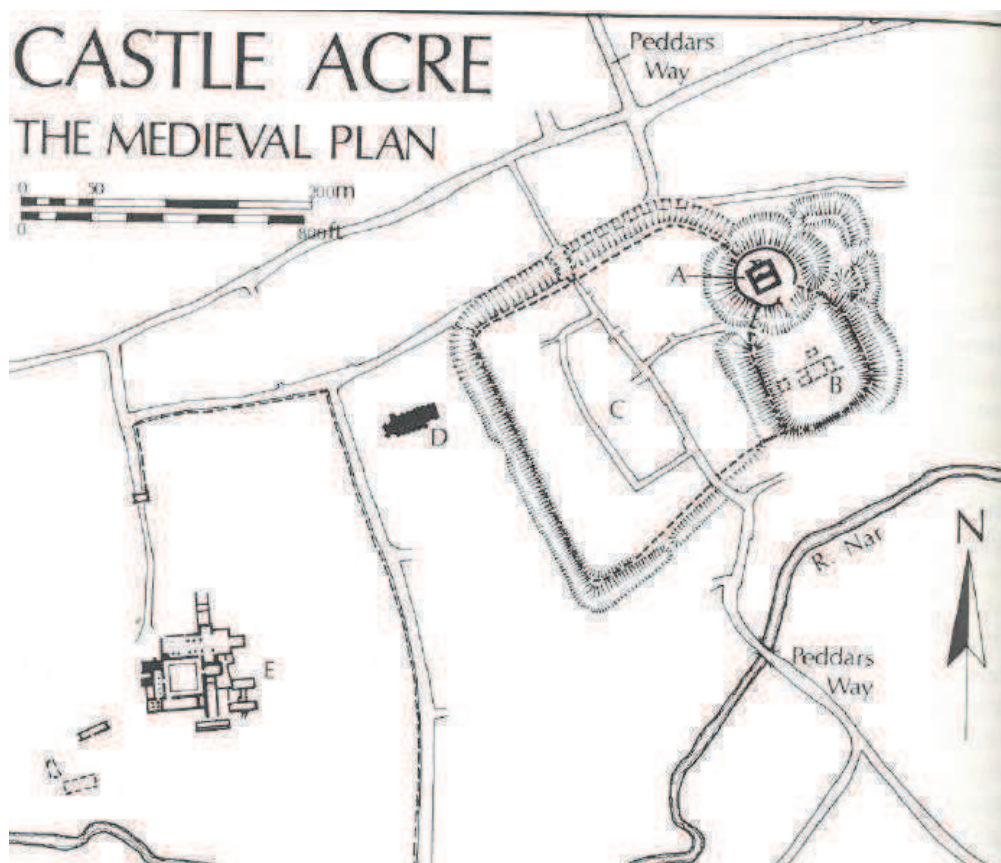 CASTLE ACRE
THE MEDIEVAL PLAN
0 50 200m
0 800ft
Peddars
Way
A
B
C
D
R. Nar
N
E
Peddars
Way